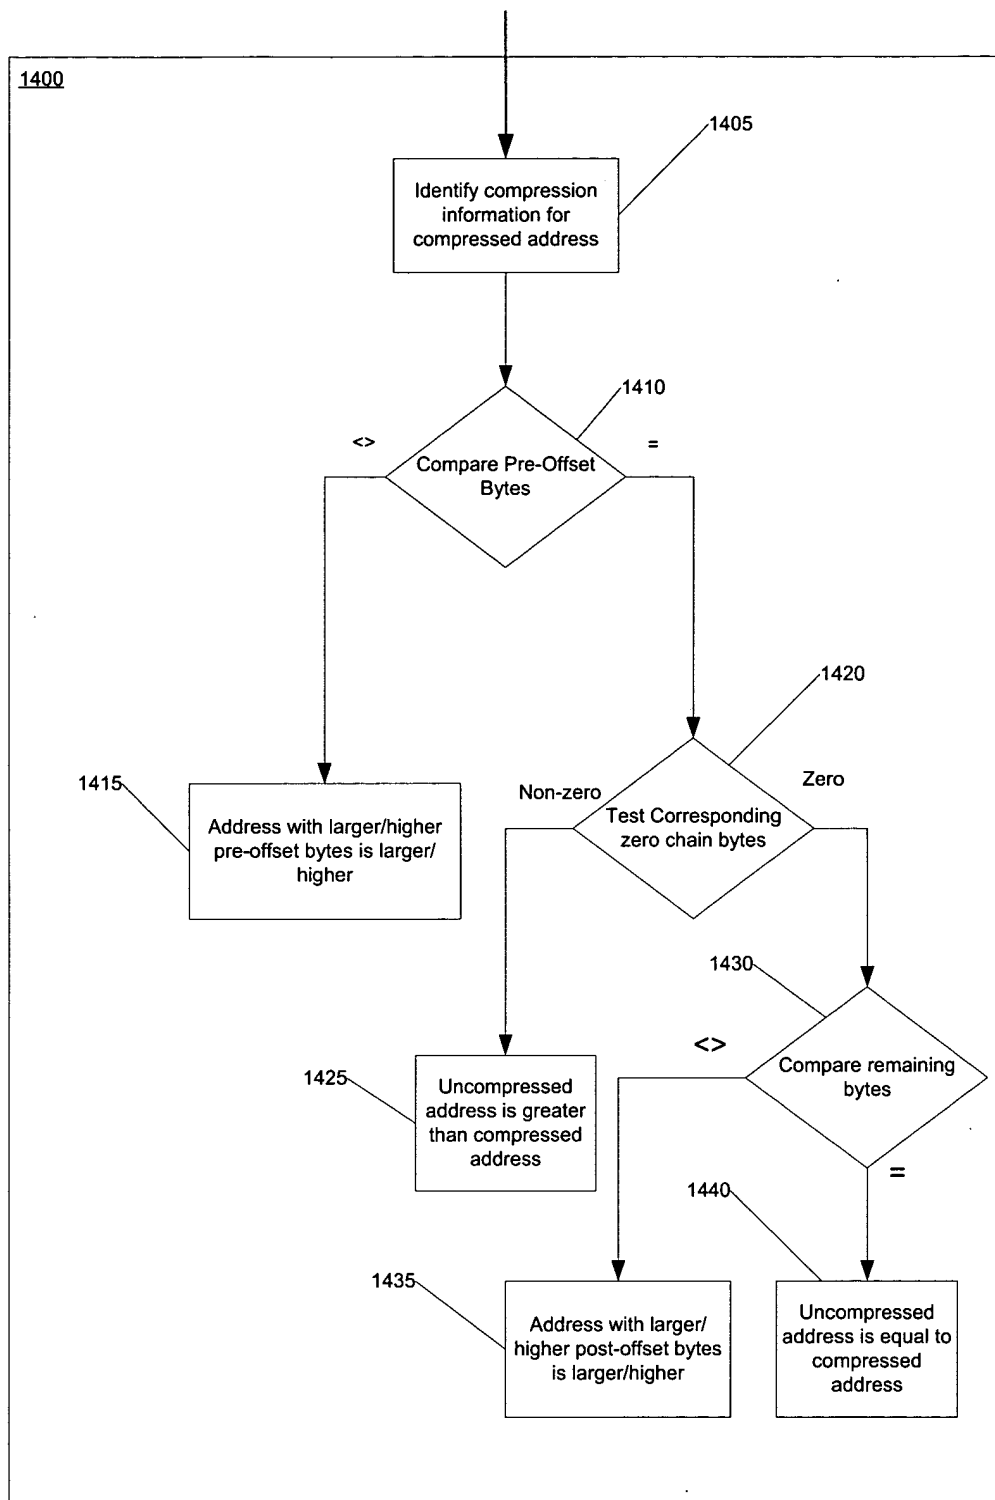 1400
1405
Identify compression
information for
compressed address
1410
<>
=
Compare Pre-Offset
Bytes
1420
Non-zero
Zero
Test Corresponding
zero chain bytes
1415
Address with larger/higher
pre-offset bytes is larger/
higher
1430
<>
Compare remaining
bytes
1425
Uncompressed
address is greater
than compressed
address
=
1440
1435
Address with larger/
higher post-offset bytes
is larger/higher
Uncompressed
address is equal to
compressed
address